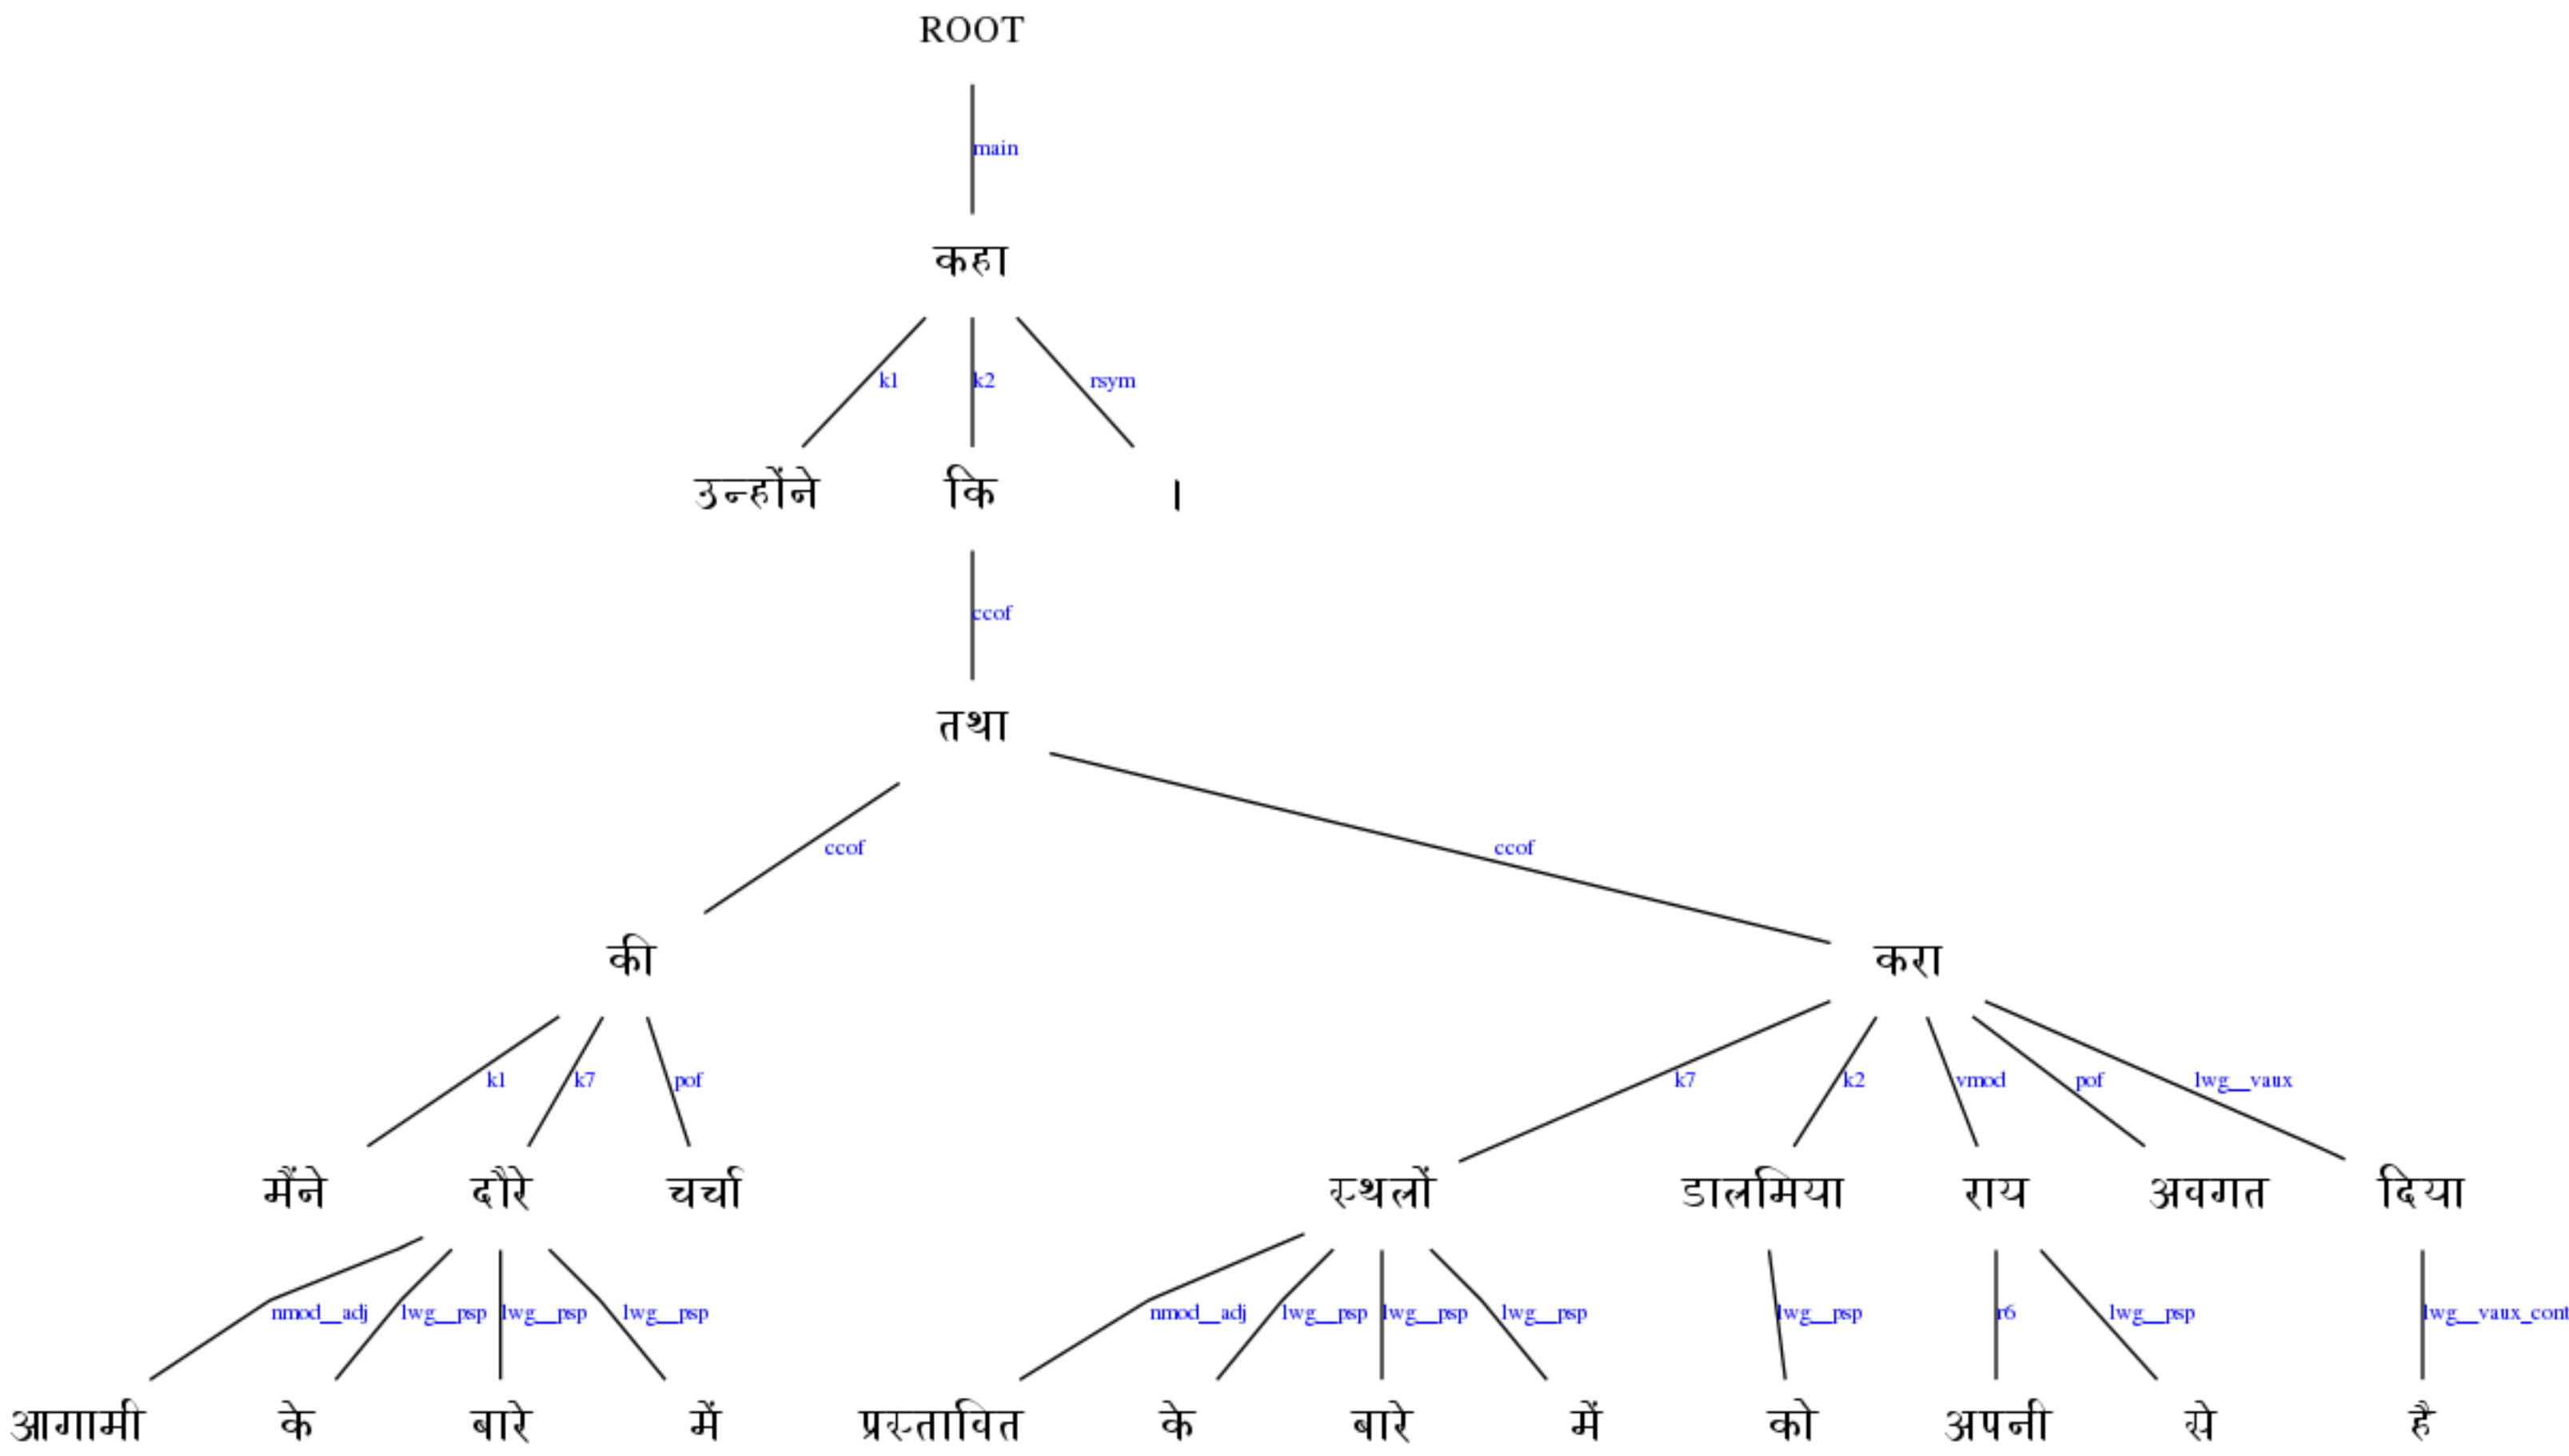 ROOT
main
कहा
k1 k2 rsym
उन्होंने कि ।
ccof
तथा
ccof ccof
की करा
k1 k7 pof k7 k2 vmod pof lwg__vaux
मैंने दौरे चर्चा स्थलों डालमिया राय अवगत दिया
nmod__adj lwg__psp lwg__psp lwg__psp nmod__adj lwg__psp lwg__psp lwg__psp lwg__psp r6 lwg__psp lwg__vaux_cont
आगामी के बारे में प्रस्तावित के बारे में को अपनी से है